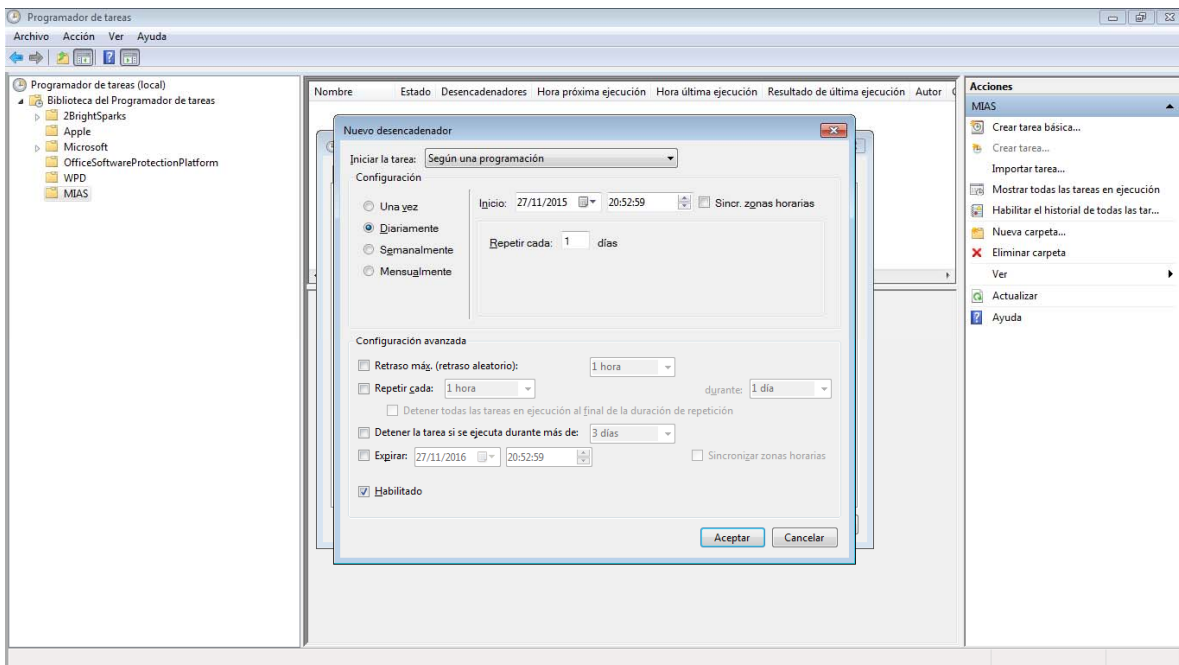 Programador de tareas
Archivo Acción Ver Ayuda
Programador de tareas (local)
Biblioteca del Programador de tareas
2BrightSparks
Apple
Microsoft
OfficeSoftwareProtectionPlatform
WPD
MIAS
Nombre Estado Desencadenadores Hora próxima ejecución Hora última ejecución Resultado de última ejecución Autor
Nuevo desencadenador
Iniciar la tarea: Según una programación
Configuración
Una vez
Diariamente
Semanalmente
Mensualmente
Inicio: 27/11/2015 20:52:59 Sincr. zonas horarias
Repetir cada: 1 días
Configuración avanzada
Retraso máx. (retraso aleatorio): 1 hora
Repetir cada: 1 hora durante: 1 día
Detener todas las tareas en ejecución al final de la duración de repetición
Detener la tarea si se ejecuta durante más de: 3 días
Expirar: 27/11/2016 20:52:59 Sincronizar zonas horarias
Habilitado
Aceptar Cancelar
Acciones
MIAS
Crear tarea básica...
Crear tarea...
Importar tarea...
Mostrar todas las tareas en ejecución
Habilitar el historial de todas las tar...
Nueva carpeta...
Eliminar carpeta
Ver
Actualizar
Ayuda